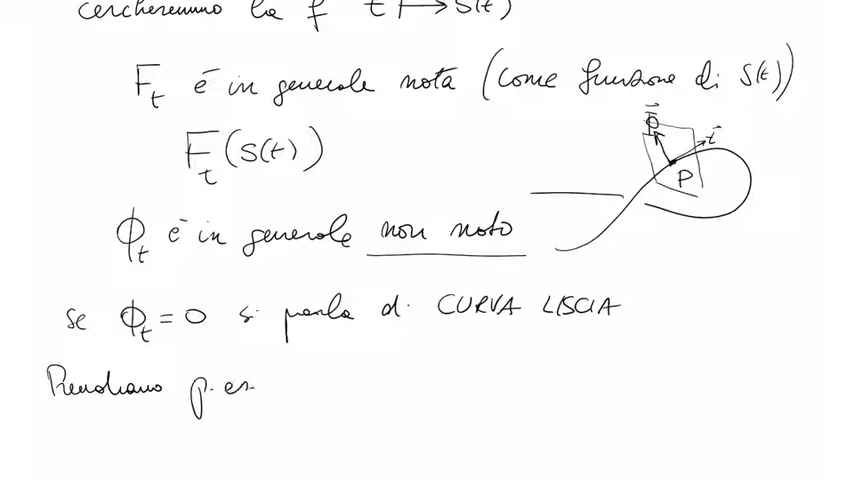 cercheremo la f t ↦ s(t)
F_t è in generale nota (come funzione di s(t))
F_t(s(t))
Φ⃗ t⃗
P
ϕ_t è in generale non noto
se ϕ_t = 0 si parla di CURVA LISCIA
Prendiamo p. es.